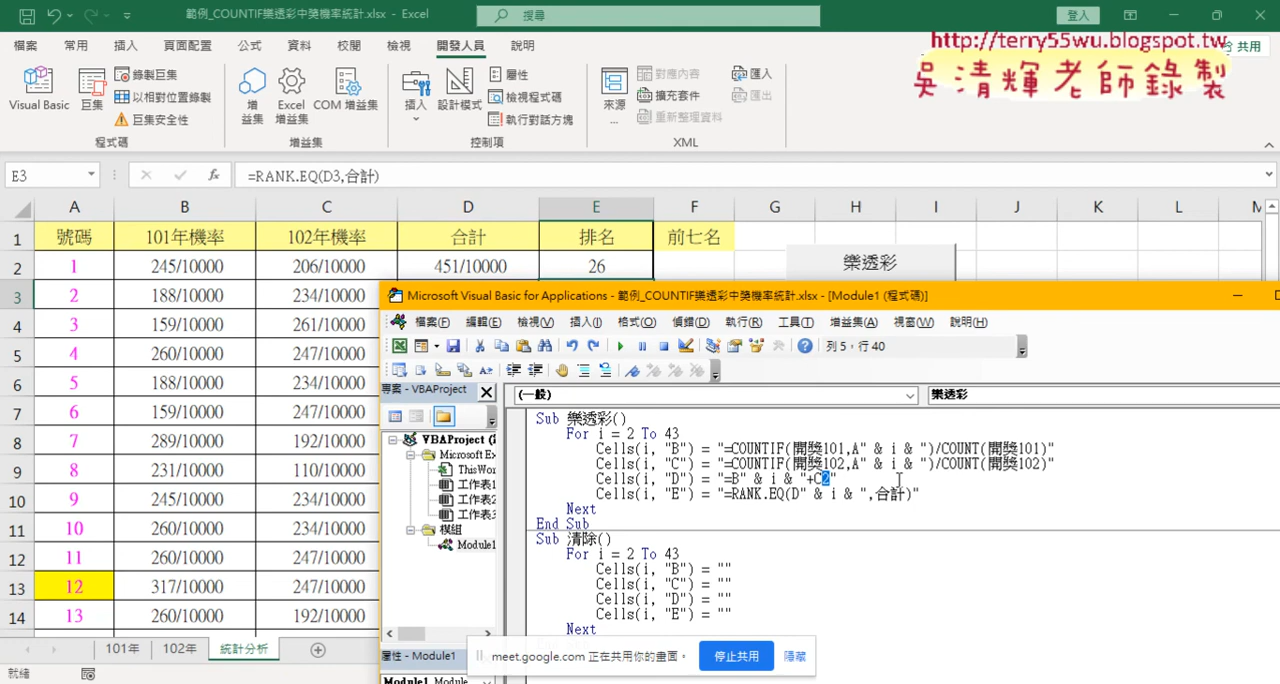 範例_COUNTIF樂透彩中獎機率統計.xlsx - Excel
搜尋
登入
檔案 常用 插入 頁面配置 公式 資料 校閱 檢視 開發人員 說明
共用
http://terry55wu.blogspot.tw
吳清輝老師錄製
Visual Basic
巨集
錄製巨集
以相對位置錄製
巨集安全性
程式碼
增益集
Excel 增益集
COM 增益集
增益集
插入
設計模式
屬性
檢視程式碼
執行對話方塊
控制項
來源
...
對應內容
擴充套件
重新整理資料
匯入
匯出
XML
E3
fx
=RANK.EQ(D3,合計)
A B C D E F G H I J K L M
1 號碼 101年機率 102年機率 合計 排名 前七名
2 1 245/10000 206/10000 451/10000 26
樂透彩
3 2 188/10000 234/10000
4 3 159/10000 261/10000
5 4 260/10000 247/10000
6 5 188/10000 234/10000
7 6 159/10000 247/10000
8 7 289/10000 192/10000
9 8 231/10000 110/10000
10 9 245/10000 234/10000
11 10 260/10000 234/10000
12 11 260/10000 247/10000
13 12 317/10000 247/10000
14 13 260/10000 192/10000
101年 102年 統計分析
就緒
Microsoft Visual Basic for Applications - 範例_COUNTIF樂透彩中獎機率統計.xlsx - [Module1 (程式碼)]
檔案(F) 編輯(E) 檢視(V) 插入(I) 格式(O) 偵錯(D) 執行(R) 工具(T) 增益集(A) 視窗(W) 說明(H)
列 5，行 40
專案 - VBAProject
VBAProject
Microsoft Ex
ThisWor
工作表1
工作表2
工作表3
模組
Module1
屬性 - Module1
Module1 Module
(一般)
樂透彩
Sub 樂透彩()
For i = 2 To 43
Cells(i, "B") = "=COUNTIF(開獎101,A" & i & ")/COUNT(開獎101)"
Cells(i, "C") = "=COUNTIF(開獎102,A" & i & ")/COUNT(開獎102)"
Cells(i, "D") = "=B" & i & "+C2"
Cells(i, "E") = "=RANK.EQ(D" & i & ",合計)"
Next
End Sub
Sub 清除()
For i = 2 To 43
Cells(i, "B") = ""
Cells(i, "C") = ""
Cells(i, "D") = ""
Cells(i, "E") = ""
Next
meet.google.com 正在共用你的畫面。
停止共用
隱藏